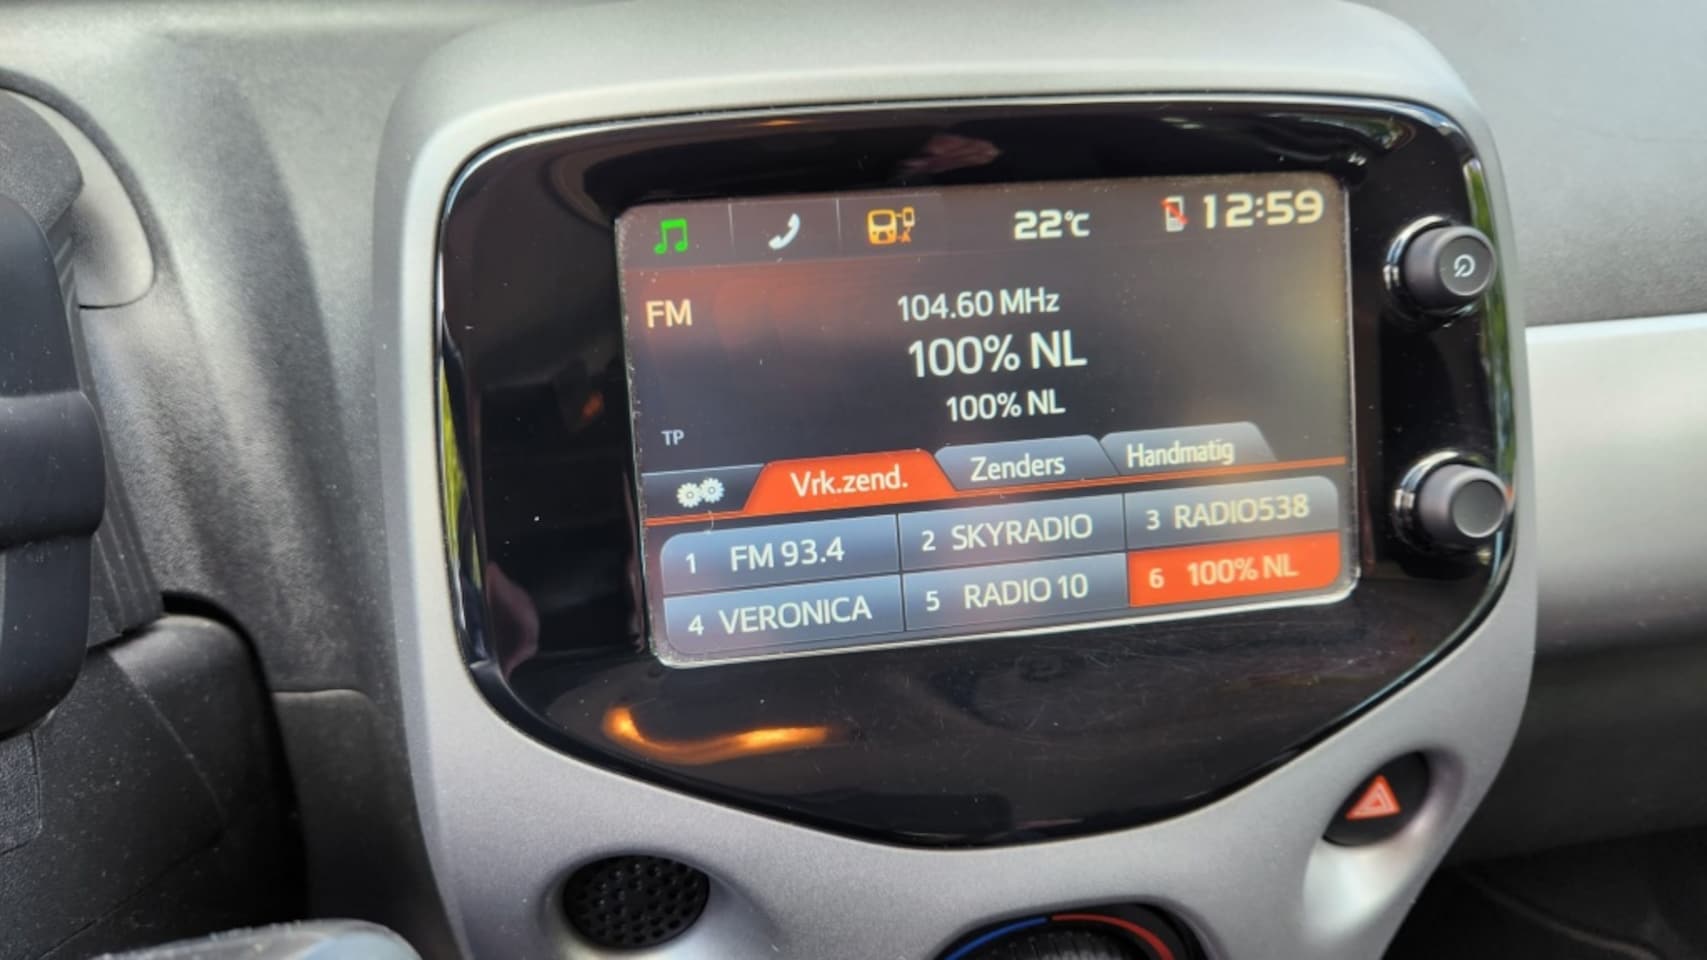 22°C 12:59
FM
104.60 MHz
100% NL
100% NL
TP
Vrk.zend. Zenders Handmatig
1 FM 93.4 2 SKYRADIO 3 RADIO538
4 VERONICA 5 RADIO 10 6 100% NL